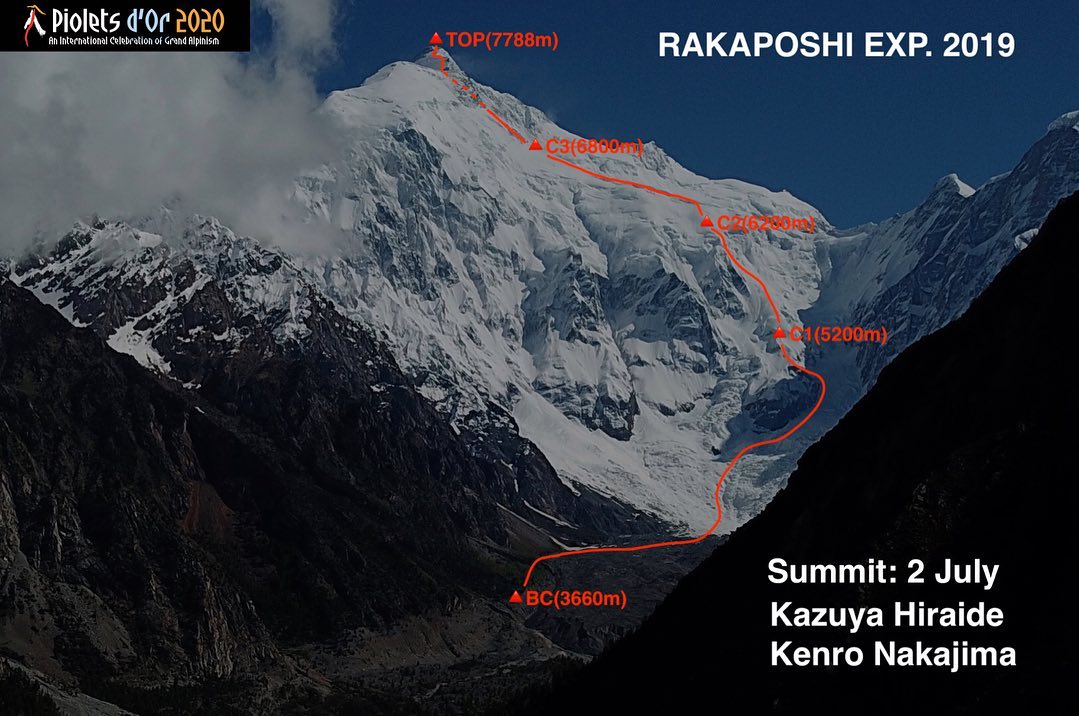 Piolets d'Or 2020
An International Celebration of Grand Alpinism
RAKAPOSHI EXP. 2019
TOP(7788m)
C3(6800m)
C2(6200m)
C1(5200m)
BC(3660m)
Summit: 2 July
Kazuya Hiraide
Kenro Nakajima